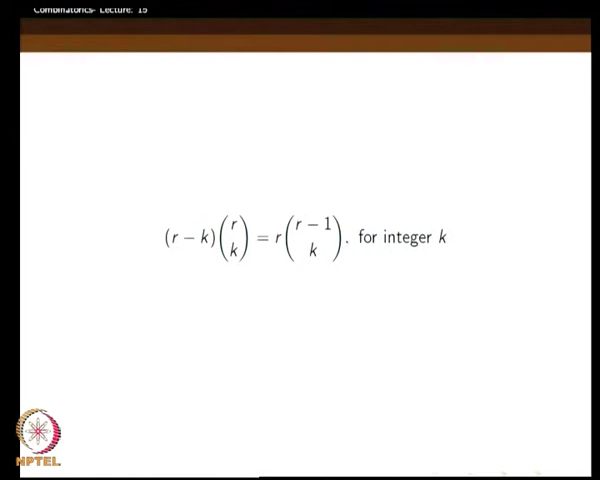 Combinatorics- Lecture: 15
(r − k)(r k) = r(r − 1 k). for integer k
NPTEL